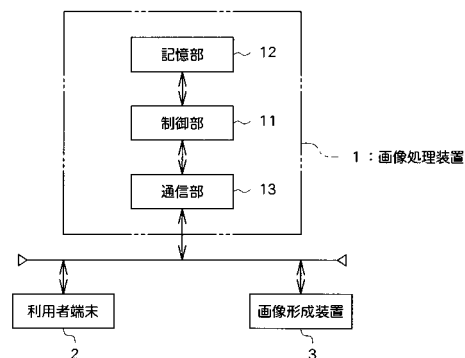 記憶部 12
制御部 11
1：画像処理装置
通信部 13
利用者端末 画像形成装置
2 3